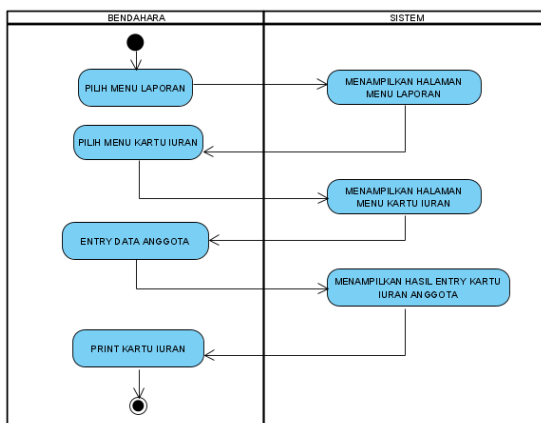 BENDAHARA
SISTEM
PILIH MENU LAPORAN
MENAMPILKAN HALAMAN
MENU LAPORAN
PILIH MENU KARTU IURAN
MENAMPILKAN HALAMAN
MENU KARTU IURAN
ENTRY DATA ANGGOTA
MENAMPILKAN HASIL ENTRY KARTU
IURAN ANGGOTA
PRINT KARTU IURAN